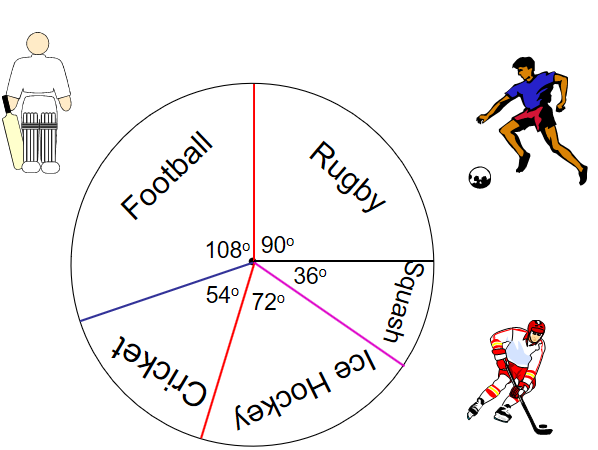 Football
Rugby
108° 90°
36°
Squash
54° 72°
Cricket
Ice Hockey